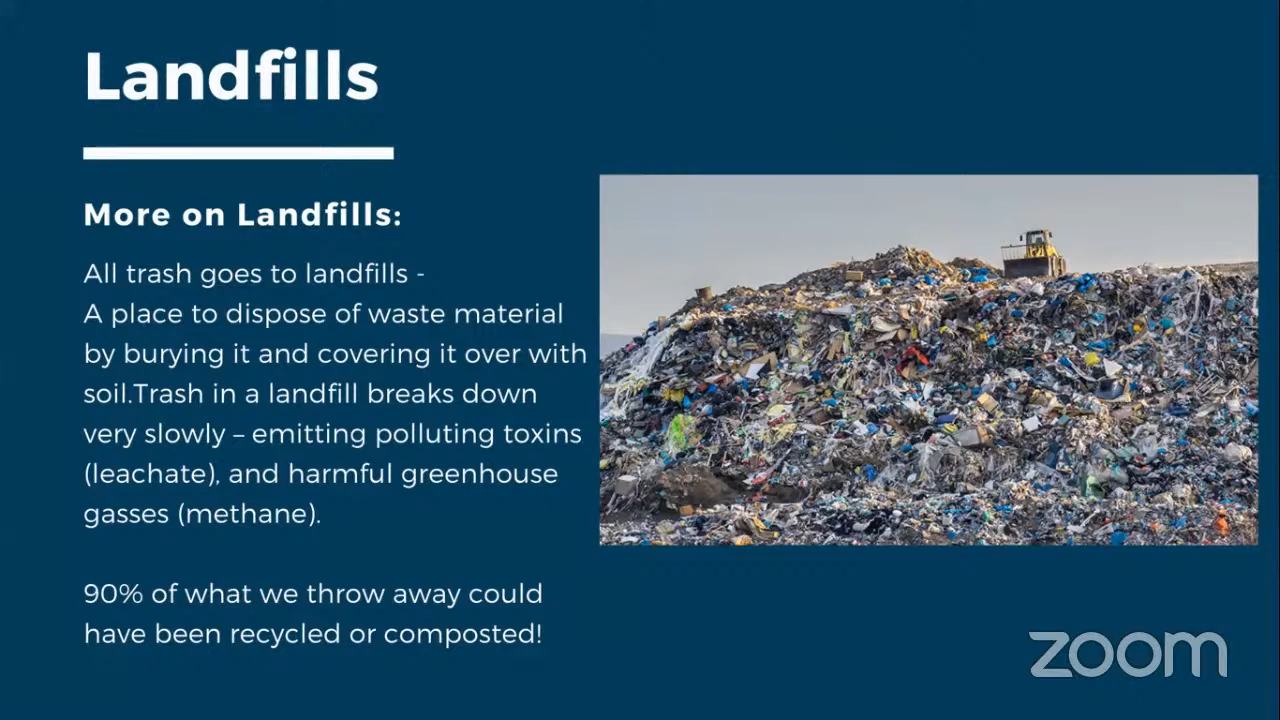 Landfills
More on Landfills:
All trash goes to landfills -
A place to dispose of waste material
by burying it and covering it over with
soil.Trash in a landfill breaks down
very slowly – emitting polluting toxins
(leachate), and harmful greenhouse
gasses (methane).
90% of what we throw away could
have been recycled or composted!
zoom